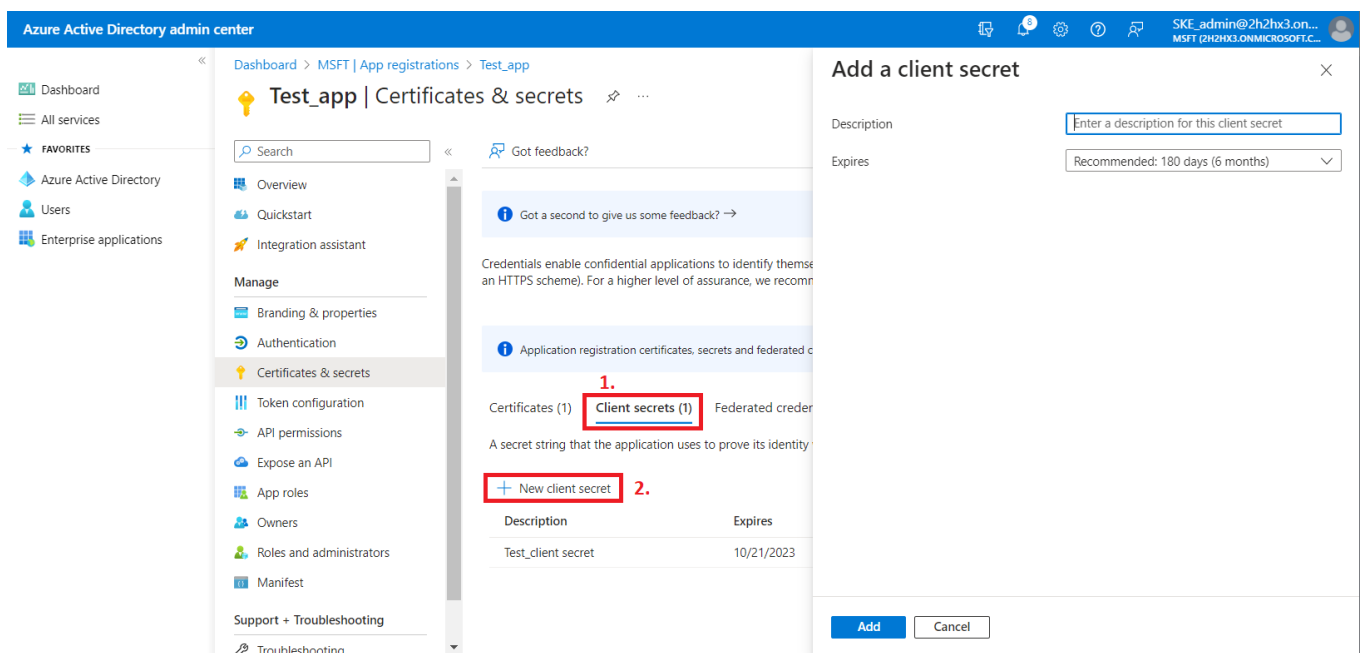 Azure Active Directory admin center
8
SKE_admin@2h2hx3.on...
MSFT (2H2HX3.ONMICROSOFT.C...
Dashboard
All services
FAVORITES
Azure Active Directory
Users
Enterprise applications
Dashboard > MSFT | App registrations > Test_app
Test_app | Certificates & secrets
Search
Overview
Quickstart
Integration assistant
Manage
Branding & properties
Authentication
Certificates & secrets
Token configuration
API permissions
Expose an API
App roles
Owners
Roles and administrators
Manifest
Support + Troubleshooting
Troubleshooting
Got feedback?
Got a second to give us some feedback? →
Credentials enable confidential applications to identify themse
an HTTPS scheme). For a higher level of assurance, we recomm
Application registration certificates, secrets and federated c
1.
Certificates (1) Client secrets (1) Federated creder
A secret string that the application uses to prove its identity
+ New client secret 2.
Description Expires
Test_client secret 10/21/2023
Add a client secret
Description Enter a description for this client secret
Expires Recommended: 180 days (6 months)
Add Cancel